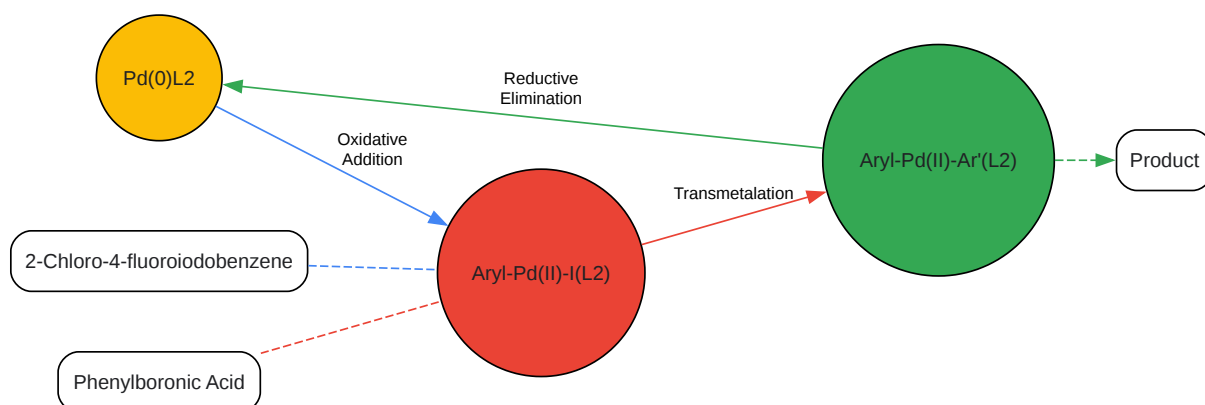 Pd(0)L2
Reductive
Elimination
Oxidative
Addition
Aryl-Pd(II)-Ar'(L2)
Product
Transmetalation
2-Chloro-4-fluoroiodobenzene
Aryl-Pd(II)-I(L2)
Phenylboronic Acid